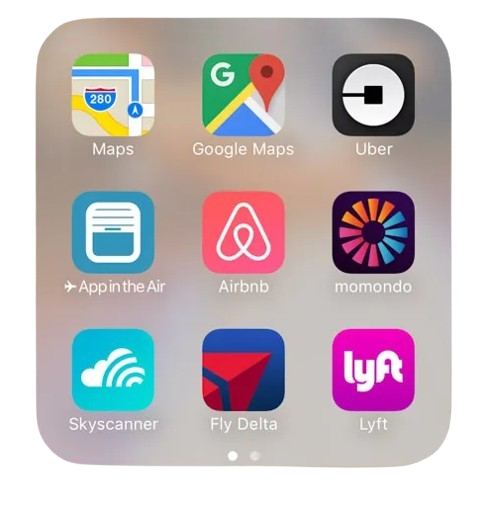 280
G
Maps
Google Maps
Uber
App in the Air
Airbnb
momondo
lyft
Skyscanner
Fly Delta
Lyft